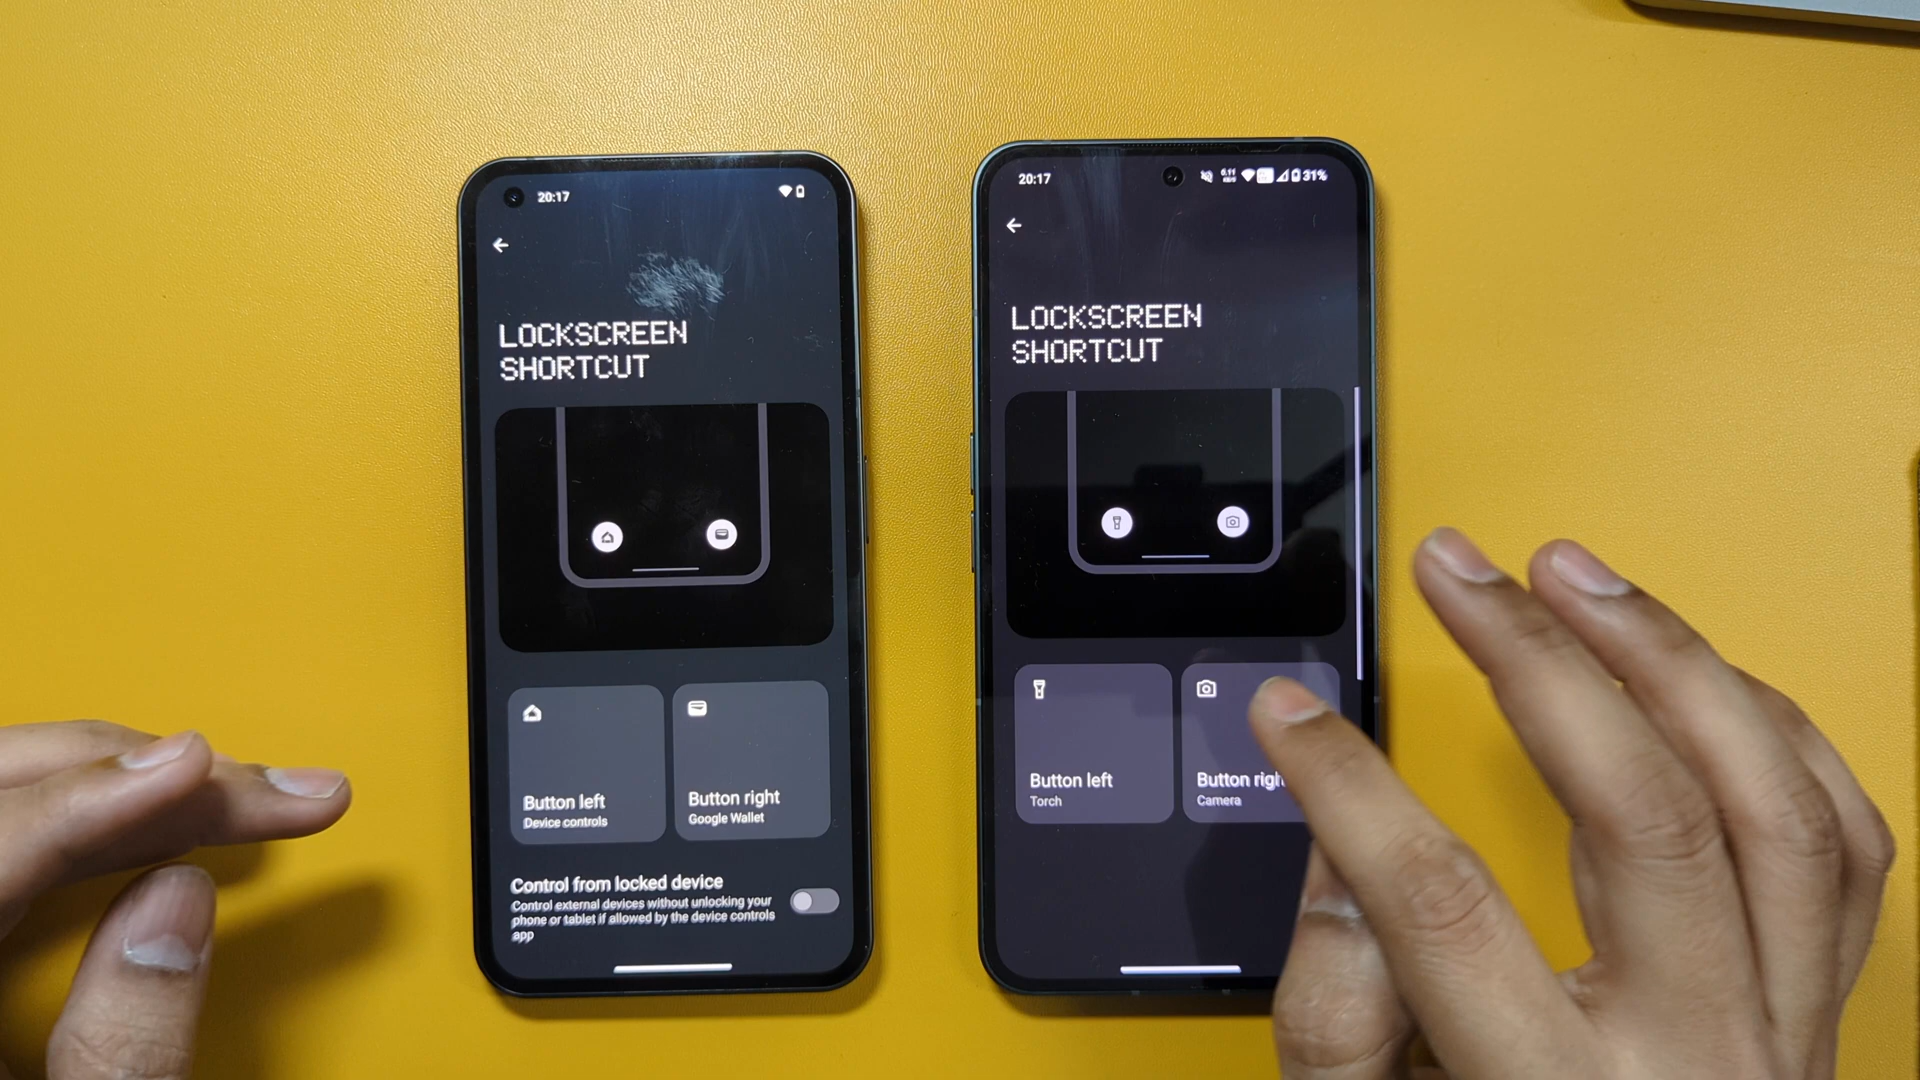 20:17
LOCKSCREEN
SHORTCUT
Button left
Device controls
Button right
Google Wallet
Control from locked device
Control external devices without unlocking your
phone or tablet if allowed by the device controls
app
20:17
31%
LOCKSCREEN
SHORTCUT
Button left
Torch
Button righ
Camera